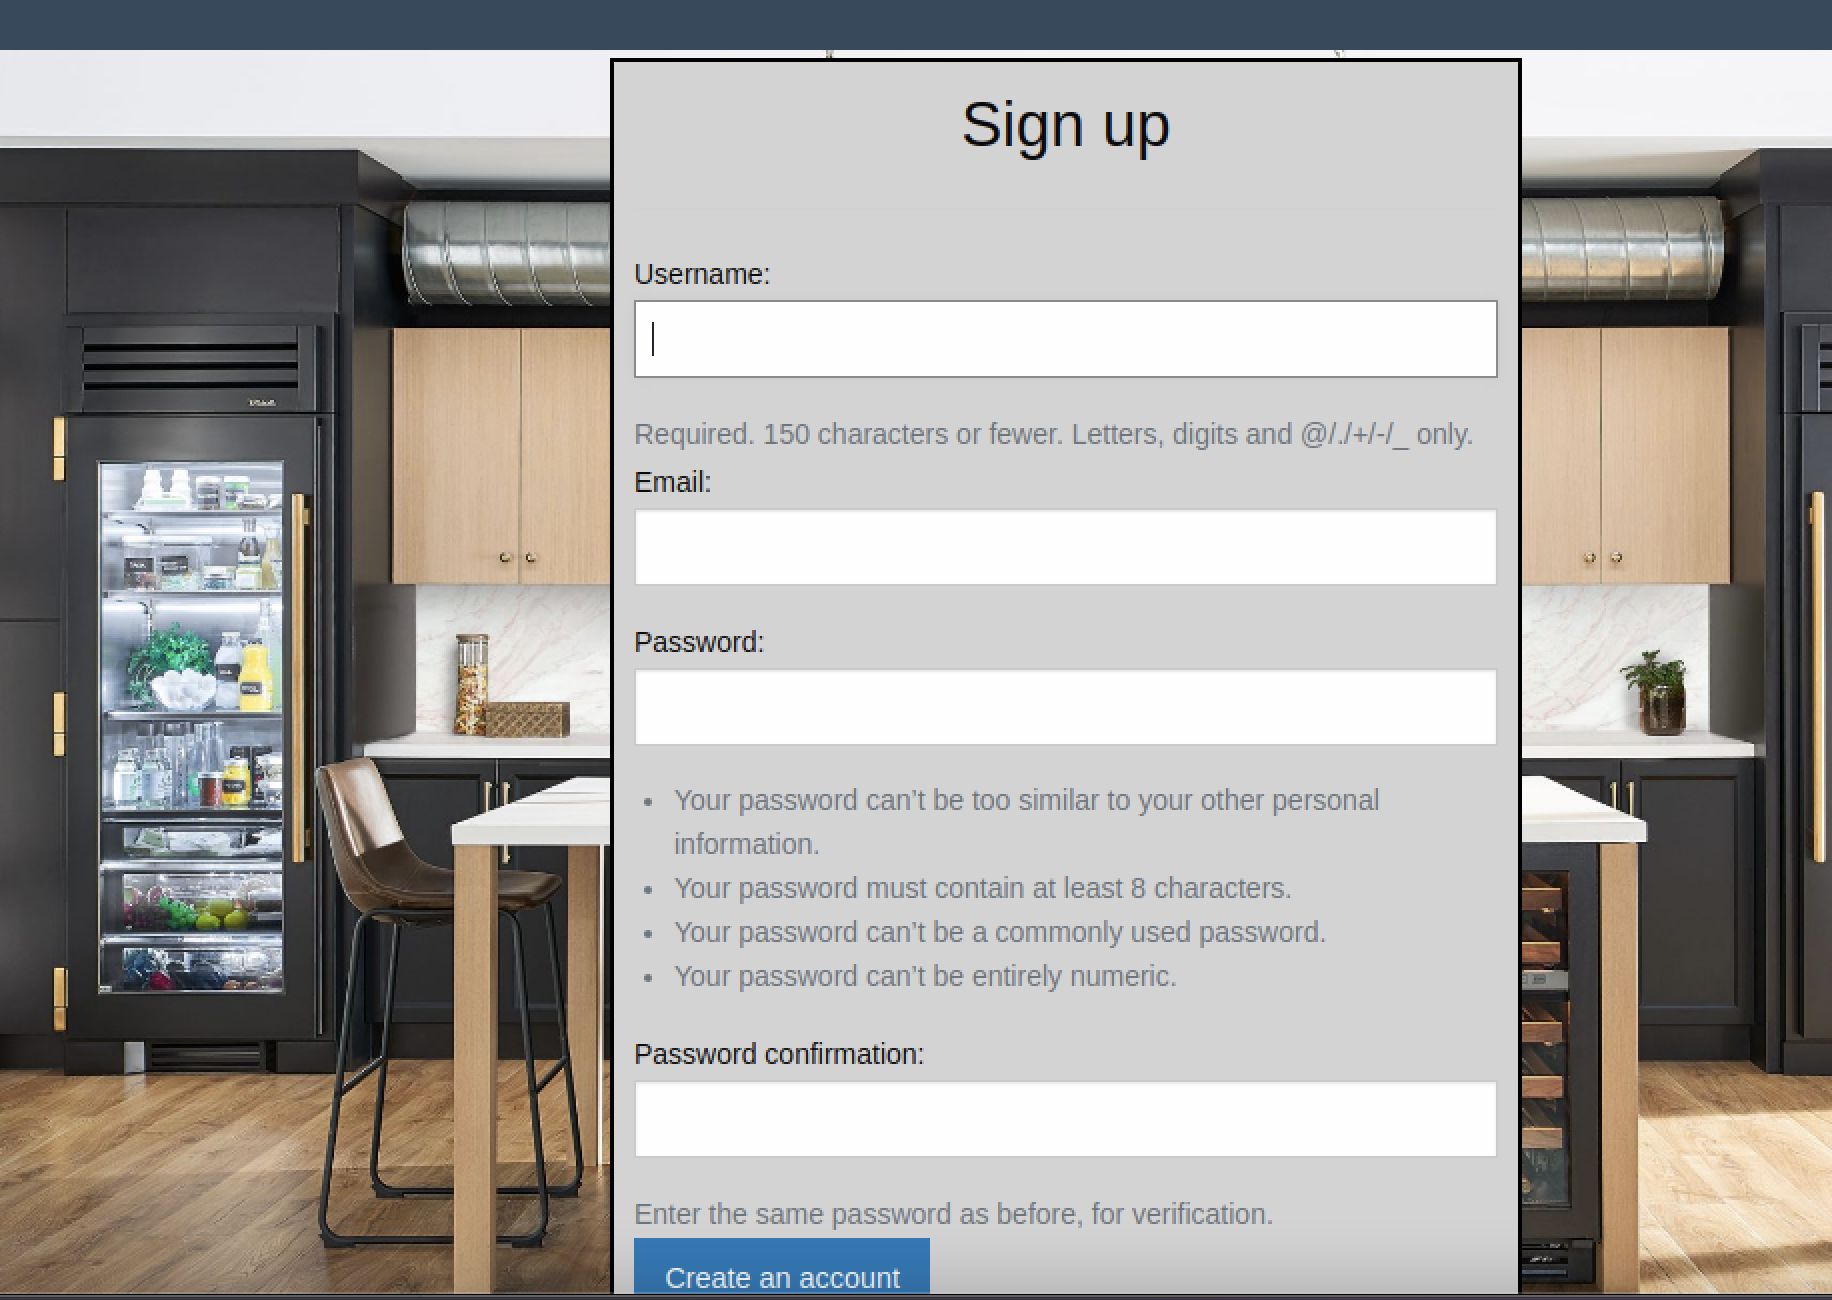 Sign up
Username:
Required. 150 characters or fewer. Letters, digits and @/./+/-/_ only.
Email:
Password:
Your password can’t be too similar to your other personal
information.
Your password must contain at least 8 characters.
Your password can’t be a commonly used password.
Your password can’t be entirely numeric.
Password confirmation:
Enter the same password as before, for verification.
Create an account